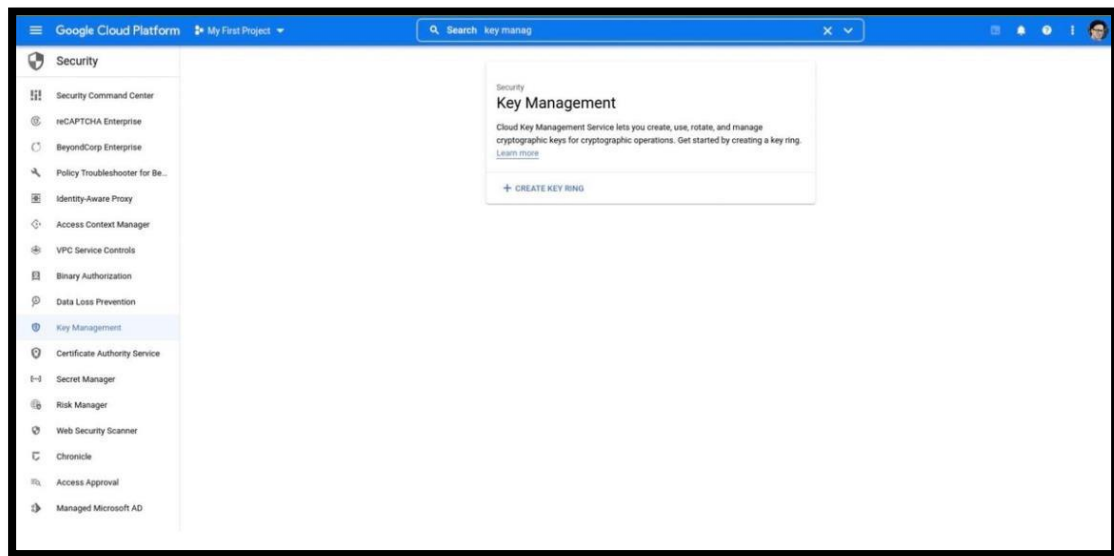 Google Cloud Platform My First Project Search key manag
Security
Security Command Center
reCAPTCHA Enterprise
BeyondCorp Enterprise
Policy Troubleshooter for Be...
Identity-Aware Proxy
Access Context Manager
VPC Service Controls
Binary Authorization
Data Loss Prevention
Key Management
Certificate Authority Service
Secret Manager
Risk Manager
Web Security Scanner
Chronicle
Access Approval
Managed Microsoft AD
Security
Key Management
Cloud Key Management Service lets you create, use, rotate, and manage
cryptographic keys for cryptographic operations. Get started by creating a key ring.
Learn more
+ CREATE KEY RING